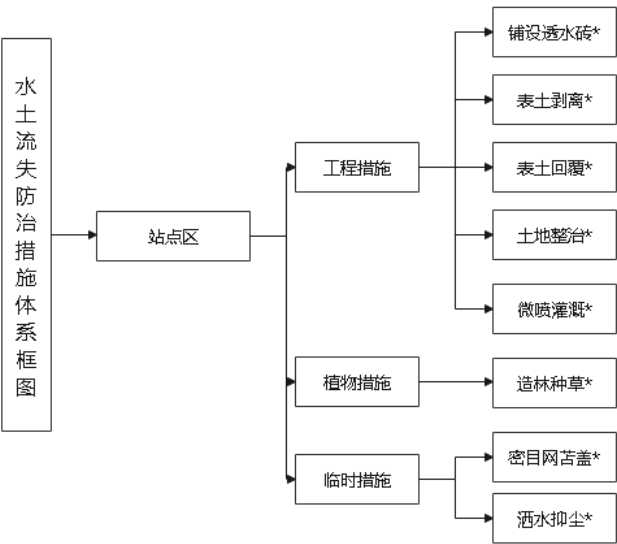 水土流失防治措施体系框图
站点区
工程措施
铺设透水砖*
表土剥离*
表土回覆*
土地整治*
微喷灌溉*
植物措施
造林种草*
临时措施
密目网苫盖*
洒水抑尘*